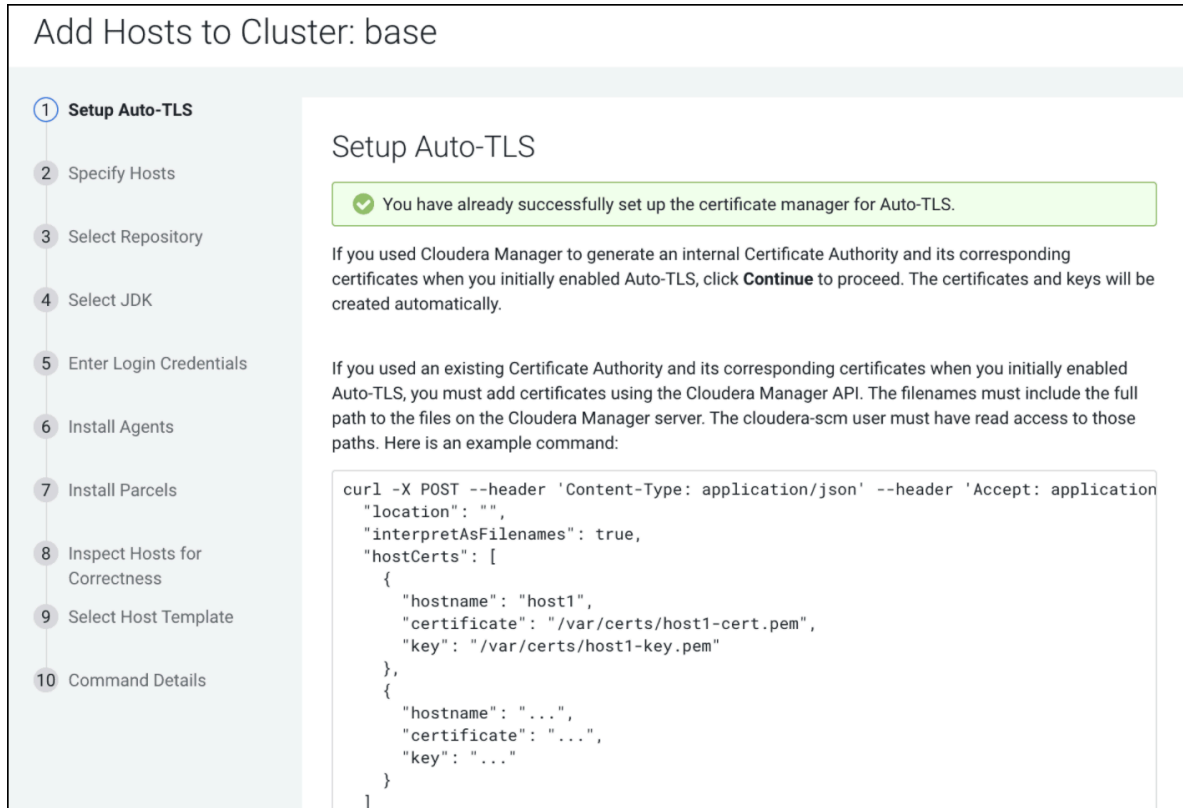 Add Hosts to Cluster: base
1 Setup Auto-TLS
2 Specify Hosts
3 Select Repository
4 Select JDK
5 Enter Login Credentials
6 Install Agents
7 Install Parcels
8 Inspect Hosts for
Correctness
9 Select Host Template
10 Command Details
Setup Auto-TLS
You have already successfully set up the certificate manager for Auto-TLS.
If you used Cloudera Manager to generate an internal Certificate Authority and its corresponding
certificates when you initially enabled Auto-TLS, click Continue to proceed. The certificates and keys will be
created automatically.
If you used an existing Certificate Authority and its corresponding certificates when you initially enabled
Auto-TLS, you must add certificates using the Cloudera Manager API. The filenames must include the full
path to the files on the Cloudera Manager server. The cloudera-scm user must have read access to those
paths. Here is an example command:
curl -X POST --header 'Content-Type: application/json' --header 'Accept: application
"location": "",
"interpretAsFilenames": true,
"hostCerts": [
{
"hostname": "host1",
"certificate": "/var/certs/host1-cert.pem",
"key": "/var/certs/host1-key.pem"
},
{
"hostname": "...",
"certificate": "...",
"key": "..."
}
]